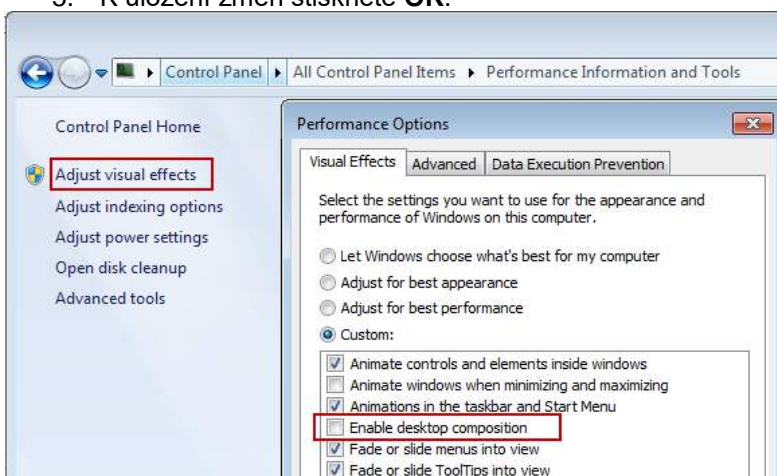 3. K uložení změn stiskněte OK.
Control Panel All Control Panel Items Performance Information and Tools
Control Panel Home
Adjust visual effects
Adjust indexing options
Adjust power settings
Open disk cleanup
Advanced tools
Performance Options
Visual Effects Advanced Data Execution Prevention
Select the settings you want to use for the appearance and
performance of Windows on this computer.
Let Windows choose what's best for my computer
Adjust for best appearance
Adjust for best performance
Custom:
Animate controls and elements inside windows
Animate windows when minimizing and maximizing
Animations in the taskbar and Start Menu
Enable desktop composition
Fade or slide menus into view
Fade or slide ToolTips into view